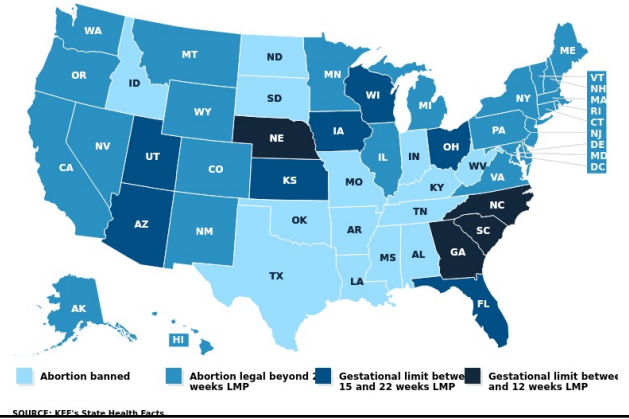 WA
MT
ND
ME
OR
ID
MN
SD
WI
MI
NY
VT
NH
MA
RI
CT
NJ
DE
MD
DC
WY
IA
PA
NE
NV
UT
CO
IL
IN
OH
WV
VA
CA
KS
MO
KY
AZ
NM
OK
AR
TN
NC
SC
MS
AL
GA
TX
LA
FL
AK
HI
Abortion banned
Abortion legal beyond 2
weeks LMP
Gestational limit betwe
15 and 22 weeks LMP
Gestational limit betwee
and 12 weeks LMP
SOURCE: KFF's State Health Facts